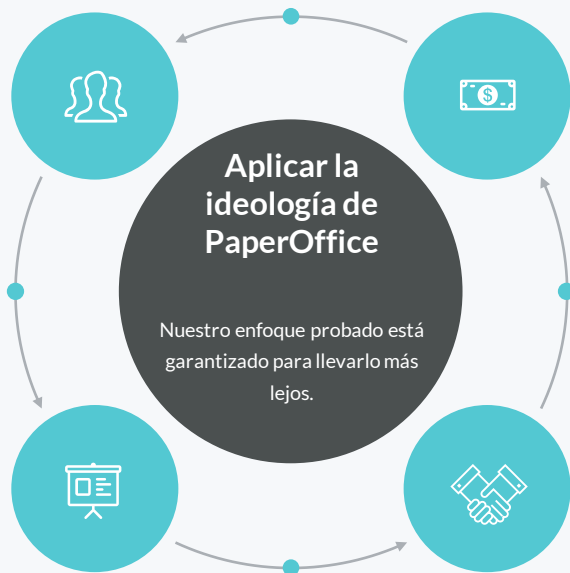 $
Aplicar la
ideología de
PaperOffice
Nuestro enfoque probado está
garantizado para llevarlo más
lejos.